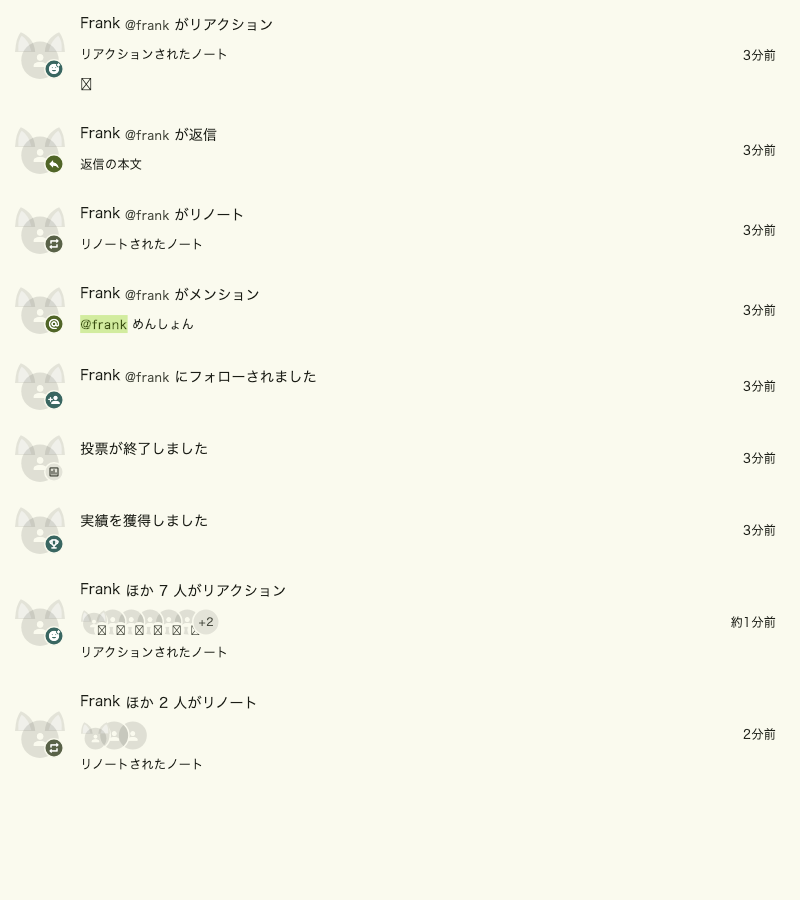 Frank @frank がリアクション
リアクションされたノート
3分前
Frank @frank が返信
返信の本文
3分前
Frank @frank がリノート
リノートされたノート
3分前
Frank @frank がメンション
@frank めんしょん
3分前
Frank @frank にフォローされました
3分前
投票が終了しました
3分前
実績を獲得しました
3分前
Frank ほか 7 人がリアクション
+2
リアクションされたノート
約1分前
Frank ほか 2 人がリノート
リノートされたノート
2分前